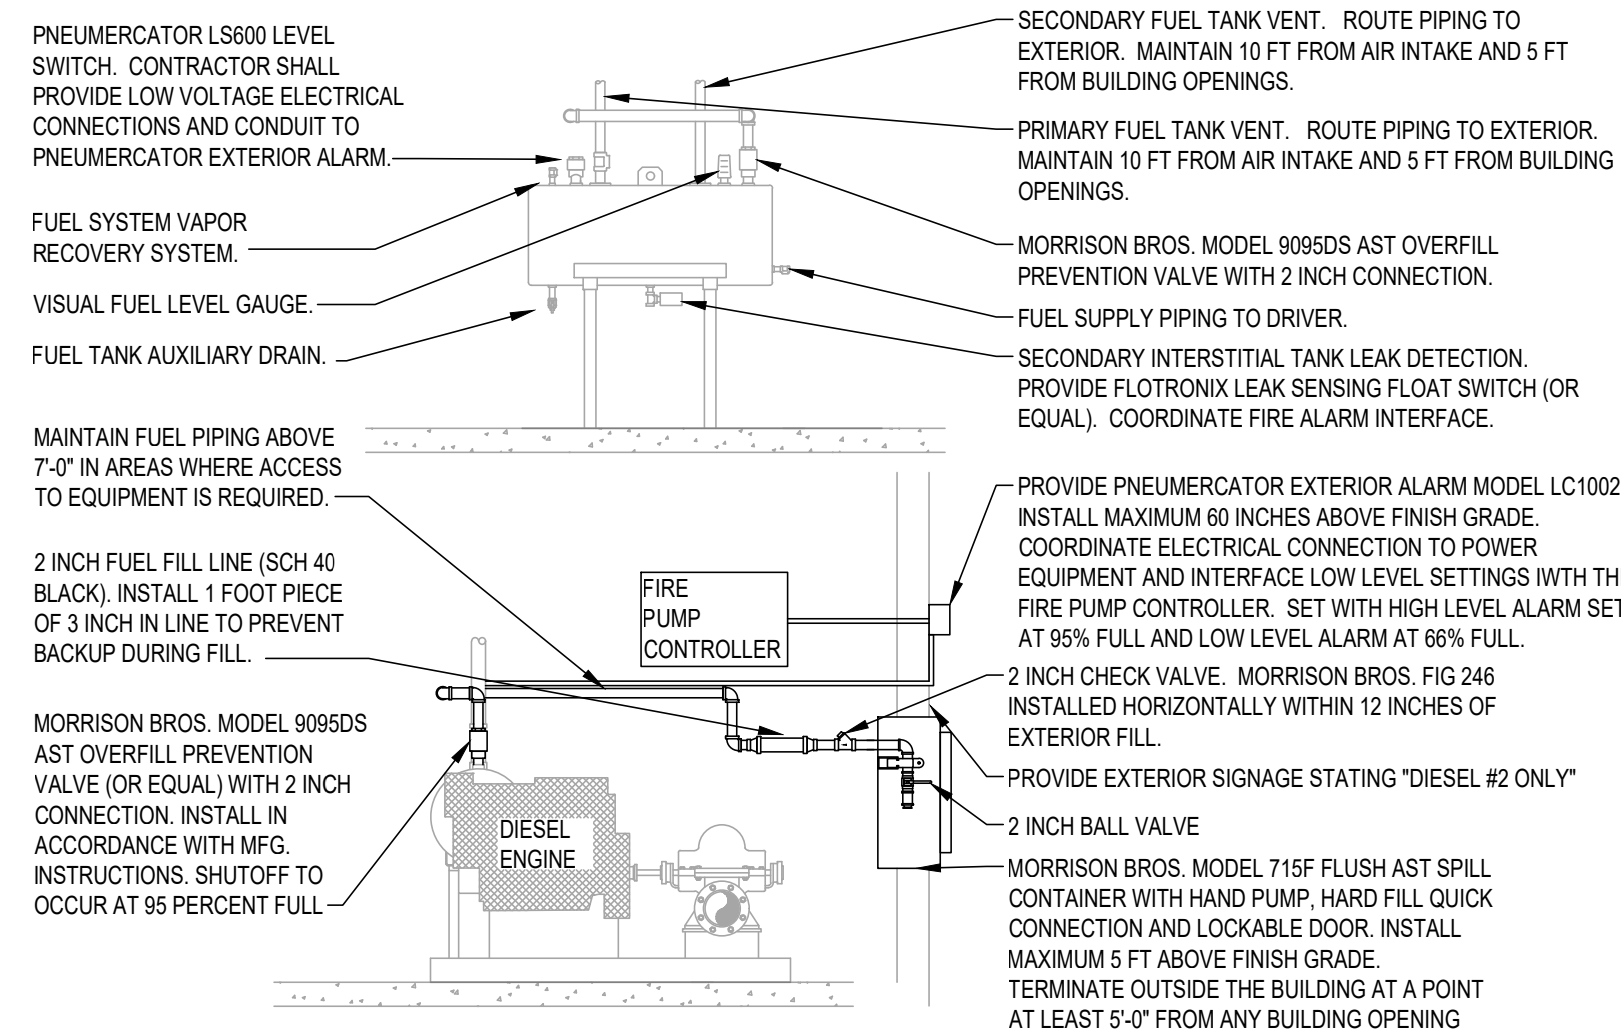 PNEUMERCATOR LS600 LEVEL
SWITCH. CONTRACTOR SHALL
PROVIDE LOW VOLTAGE ELECTRICAL
CONNECTIONS AND CONDUIT TO
PNEUMERCATOR EXTERIOR ALARM.
FUEL SYSTEM VAPOR
RECOVERY SYSTEM.
VISUAL FUEL LEVEL GAUGE.
FUEL TANK AUXILIARY DRAIN.
MAINTAIN FUEL PIPING ABOVE
7'-0" IN AREAS WHERE ACCESS
TO EQUIPMENT IS REQUIRED.
2 INCH FUEL FILL LINE (SCH 40
BLACK). INSTALL 1 FOOT PIECE
OF 3 INCH IN LINE TO PREVENT
BACKUP DURING FILL.
MORRISON BROS. MODEL 9095DS
AST OVERFILL PREVENTION
VALVE (OR EQUAL) WITH 2 INCH
CONNECTION. INSTALL IN
ACCORDANCE WITH MFG.
INSTRUCTIONS. SHUTOFF TO
OCCUR AT 95 PERCENT FULL
FIRE
PUMP
CONTROLLER
DIESEL
ENGINE
SECONDARY FUEL TANK VENT. ROUTE PIPING TO
EXTERIOR. MAINTAIN 10 FT FROM AIR INTAKE AND 5 FT
FROM BUILDING OPENINGS.
PRIMARY FUEL TANK VENT. ROUTE PIPING TO EXTERIOR.
MAINTAIN 10 FT FROM AIR INTAKE AND 5 FT FROM BUILDING
OPENINGS.
MORRISON BROS. MODEL 9095DS AST OVERFILL
PREVENTION VALVE WITH 2 INCH CONNECTION.
FUEL SUPPLY PIPING TO DRIVER.
SECONDARY INTERSTITIAL TANK LEAK DETECTION.
PROVIDE FLOTRONIX LEAK SENSING FLOAT SWITCH (OR
EQUAL). COORDINATE FIRE ALARM INTERFACE.
PROVIDE PNEUMERCATOR EXTERIOR ALARM MODEL LC1002
INSTALL MAXIMUM 60 INCHES ABOVE FINISH GRADE.
COORDINATE ELECTRICAL CONNECTION TO POWER
EQUIPMENT AND INTERFACE LOW LEVEL SETTINGS IWTH TH
FIRE PUMP CONTROLLER. SET WITH HIGH LEVEL ALARM SET
AT 95% FULL AND LOW LEVEL ALARM AT 66% FULL.
2 INCH CHECK VALVE. MORRISON BROS. FIG 246
INSTALLED HORIZONTALLY WITHIN 12 INCHES OF
EXTERIOR FILL.
PROVIDE EXTERIOR SIGNAGE STATING "DIESEL #2 ONLY"
2 INCH BALL VALVE
MORRISON BROS. MODEL 715F FLUSH AST SPILL
CONTAINER WITH HAND PUMP, HARD FILL QUICK
CONNECTION AND LOCKABLE DOOR. INSTALL
MAXIMUM 5 FT ABOVE FINISH GRADE.
TERMINATE OUTSIDE THE BUILDING AT A POINT
AT LEAST 5'-0" FROM ANY BUILDING OPENING